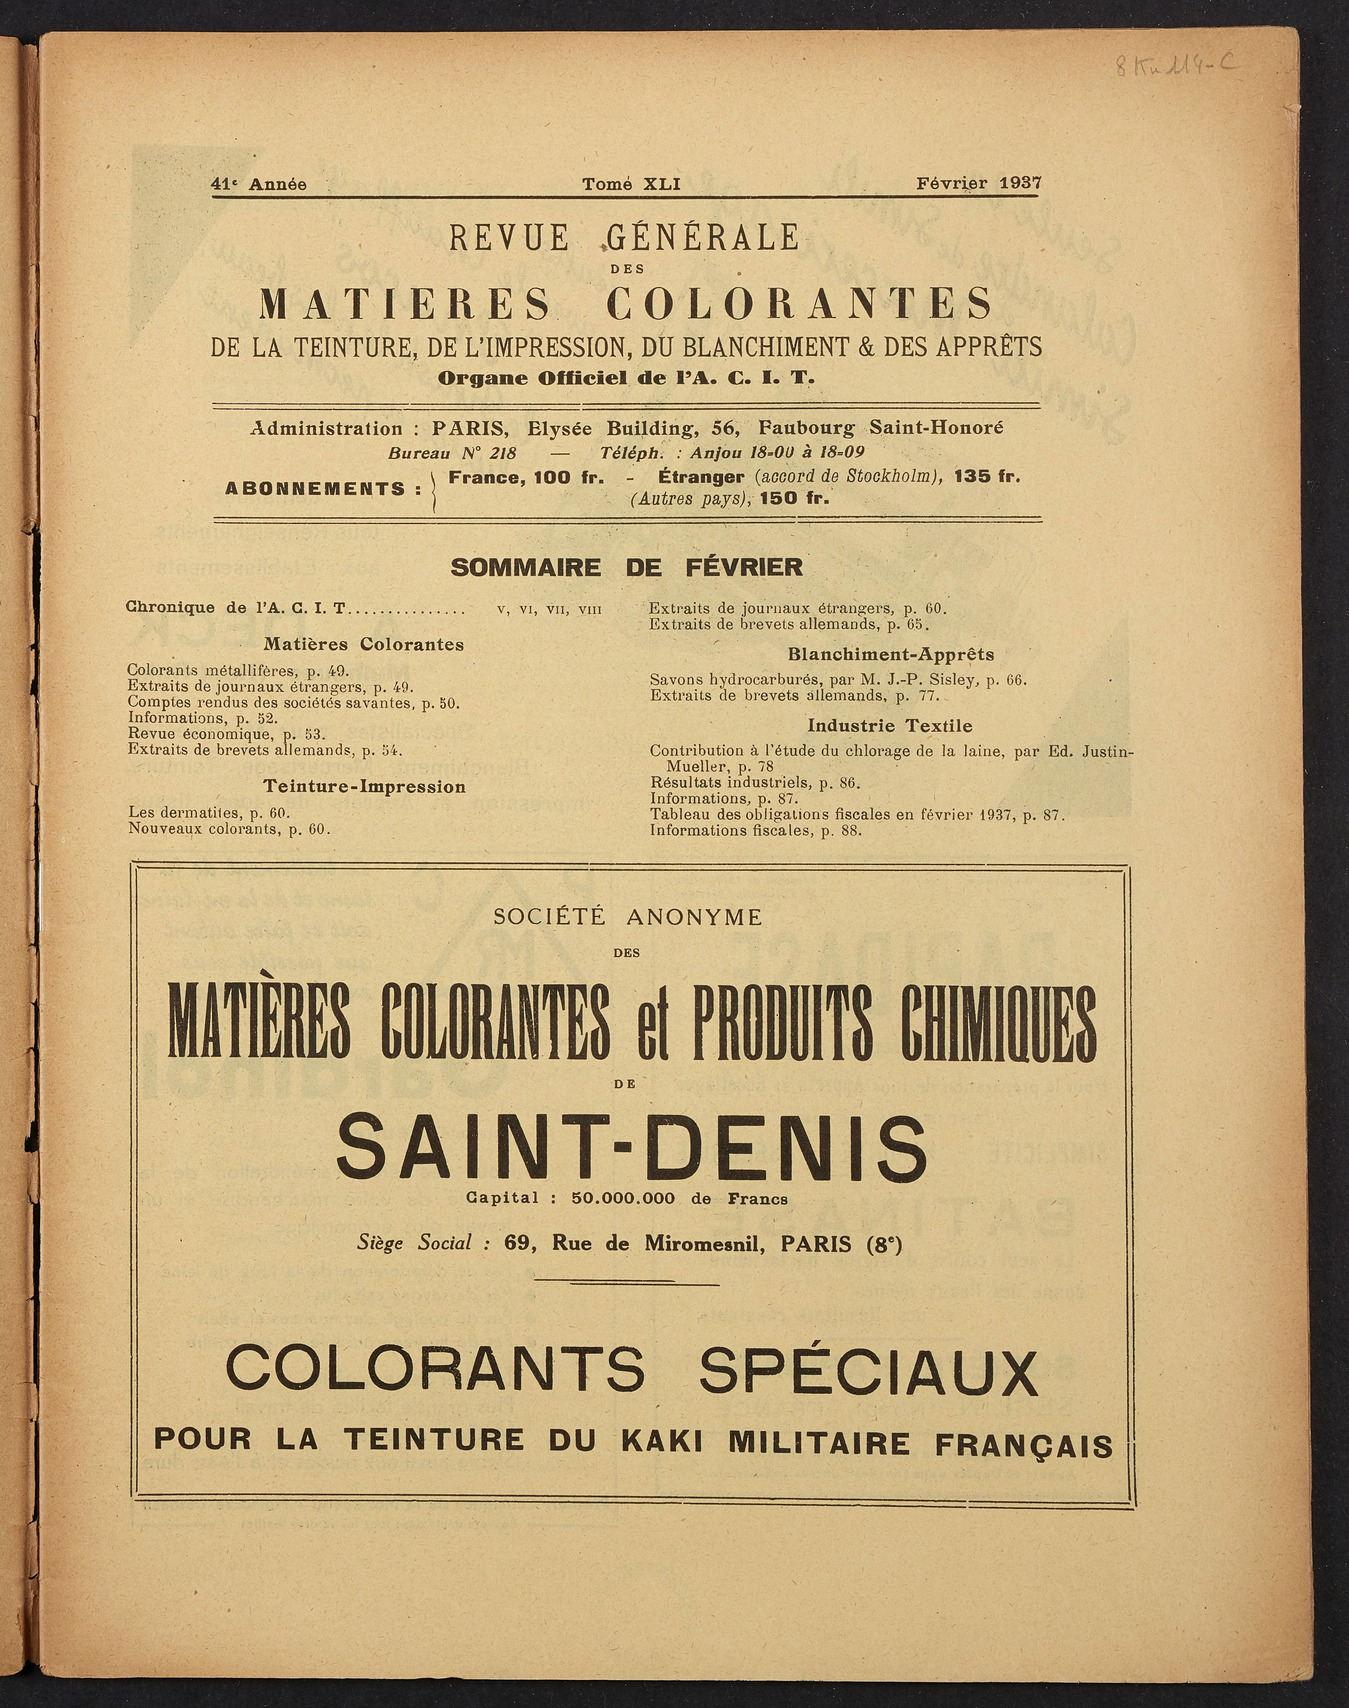 8 Kn 114-C
41e Année Tome XLI Février 1937
REVUE GÉNÉRALE
DES
MATIERES COLORANTES
DE LA TEINTURE, DE L'IMPRESSION, DU BLANCHIMENT & DES APPRÊTS
Organe Officiel de l'A. C. I. T.
Administration : PARIS, Elysée Building, 56, Faubourg Saint-Honoré
Bureau N° 218 — Téléph. : Anjou 18-00 à 18-09
ABONNEMENTS : France, 100 fr. - Étranger (accord de Stockholm), 135 fr.
(Autres pays), 150 fr.
SOMMAIRE DE FÉVRIER
Chronique de l'A. C. I. T............... V, VI, VII, VIII
Matières Colorantes
Colorants métallifères, p. 49.
Extraits de journaux étrangers, p. 49.
Comptes rendus des sociétés savantes, p. 50.
Informations, p. 52.
Revue économique, p. 53.
Extraits de brevets allemands, p. 54.
Teinture-Impression
Les dermatites, p. 60.
Nouveaux colorants, p. 60.
Extraits de journaux étrangers, p. 60.
Extraits de brevets allemands, p. 65.
Blanchiment-Apprêts
Savons hydrocarburés, par M. J.-P. Sisley, p. 66.
Extraits de brevets allemands, p. 77.
Industrie Textile
Contribution à l'étude du chlorage de la laine, par Ed. Justin-
Mueller, p. 78
Résultats industriels, p. 86.
Informations, p. 87.
Tableau des obligations fiscales en février 1937, p. 87.
Informations fiscales, p. 88.
SOCIÉTÉ ANONYME
DES
MATIÈRES COLORANTES et PRODUITS CHIMIQUES
DE
SAINT-DENIS
Capital : 50.000.000 de Francs
Siège Social : 69, Rue de Miromesnil, PARIS (8e)
COLORANTS SPÉCIAUX
POUR LA TEINTURE DU KAKI MILITAIRE FRANÇAIS